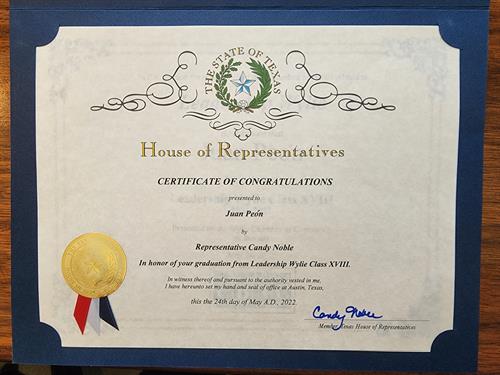 THE STATE OF TEXAS
House of Representatives
CERTIFICATE OF CONGRATULATIONS
presented to
Juan Peón
by
Representative Candy Noble
In honor of your graduation from Leadership Wylie Class XVIII.
In witness thereof and pursuant to the authority vested in me,
I have hereunto set my hand and seal of office at Austin, Texas,
this the 24th day of May A.D., 2022.
Candy Noble
Member Texas House of Representatives